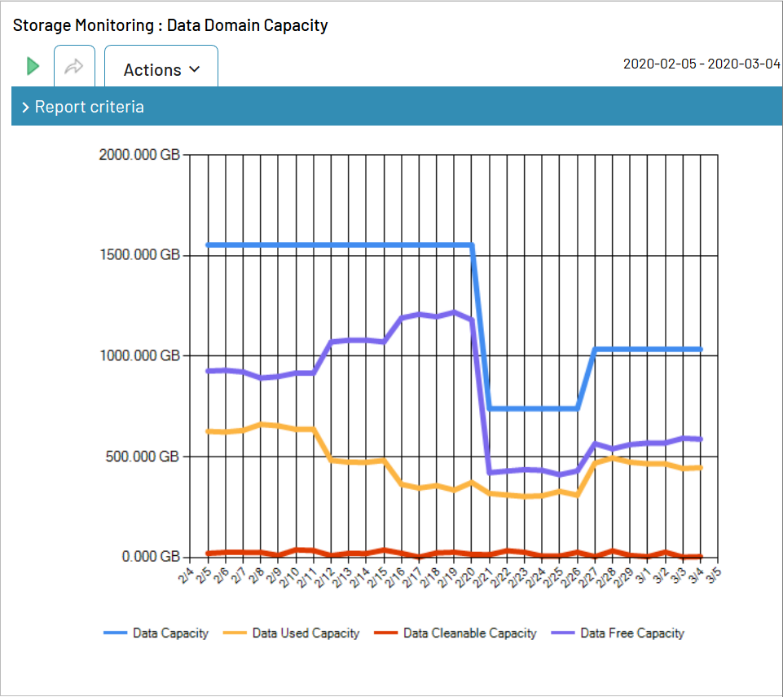 Storage Monitoring : Data Domain Capacity
Actions
2020-02-05 - 2020-03-04
Report criteria
2000.000 GB
1500.000 GB
1000.000 GB
500.000 GB
0.000 GB
2/4 2/5 2/6 2/7 2/8 2/9 2/10 2/11 2/12 2/13 2/14 2/15 2/16 2/17 2/18 2/19 2/20 2/21 2/22 2/23 2/24 2/25 2/26 2/27 2/28 2/29 3/1 3/2 3/3 3/4 3/5
Data Capacity Data Used Capacity Data Cleanable Capacity Data Free Capacity